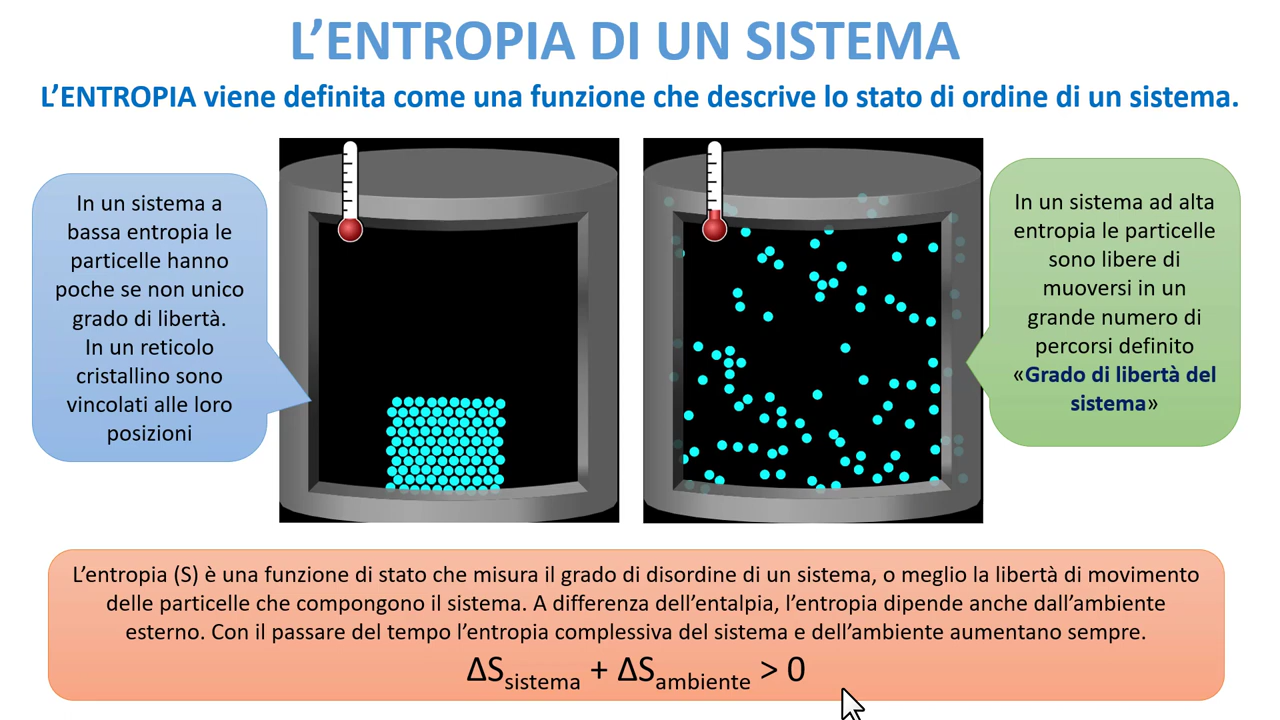 L'ENTROPIA DI UN SISTEMA
L'ENTROPIA viene definita come una funzione che descrive lo stato di ordine di un sistema.
In un sistema a
bassa entropia le
particelle hanno
poche se non unico
grado di libertà.
In un reticolo
cristallino sono
vincolati alle loro
posizioni
In un sistema ad alta
entropia le particelle
sono libere di
muoversi in un
grande numero di
percorsi definito
«Grado di libertà del
sistema»
L'entropia (S) è una funzione di stato che misura il grado di disordine di un sistema, o meglio la libertà di movimento
delle particelle che compongono il sistema. A differenza dell'entalpia, l'entropia dipende anche dall'ambiente
esterno. Con il passare del tempo l'entropia complessiva del sistema e dell'ambiente aumentano sempre.
ΔSsistema + ΔSambiente > 0